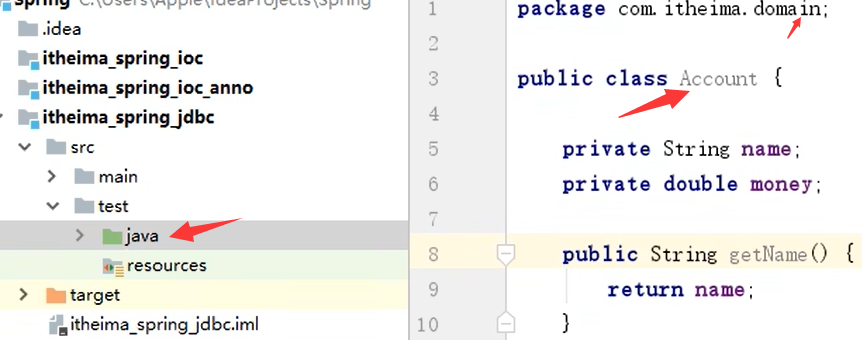 spring C:\Users\Apple\IdeaProjects\Spring
.idea
itheima_spring_ioc
itheima_spring_ioc_anno
itheima_spring_jdbc
src
main
test
java
resources
target
itheima_spring_jdbc.iml
1 package com.itheima.domain;
2
3 public class Account {
4
5 private String name;
6 private double money;
7
8 public String getName() {
9 return name;
10 }